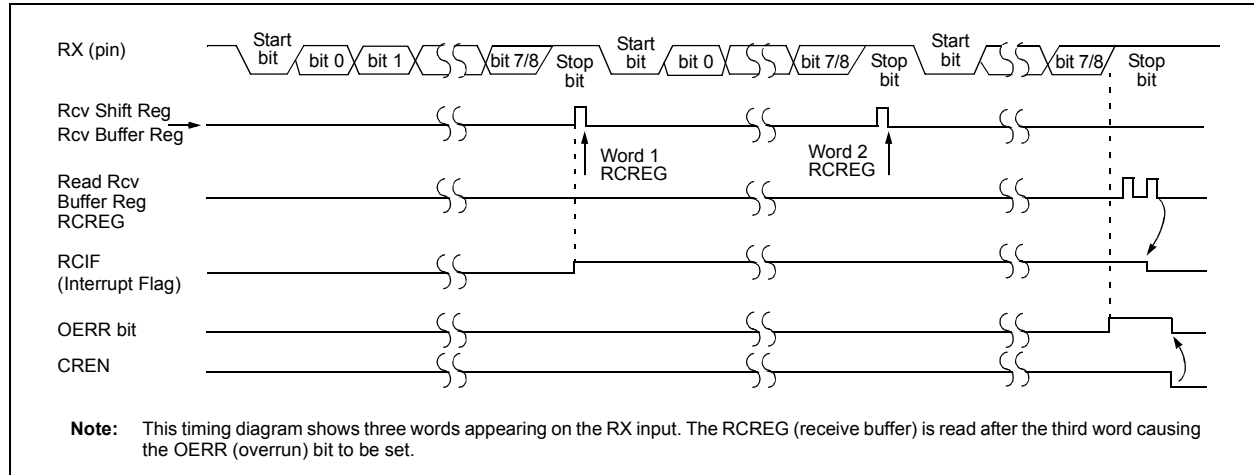 RX (pin)
Start
bit
bit 0
bit 1
bit 7/8
Stop
bit
Start
bit
bit 0
bit 7/8
Stop
bit
Start
bit
bit 7/8
Stop
bit
Rcv Shift Reg
Rcv Buffer Reg
Word 1
RCREG
Word 2
RCREG
Read Rcv
Buffer Reg
RCREG
RCIF
(Interrupt Flag)
OERR bit
CREN
Note: This timing diagram shows three words appearing on the RX input. The RCREG (receive buffer) is read after the third word causing
the OERR (overrun) bit to be set.